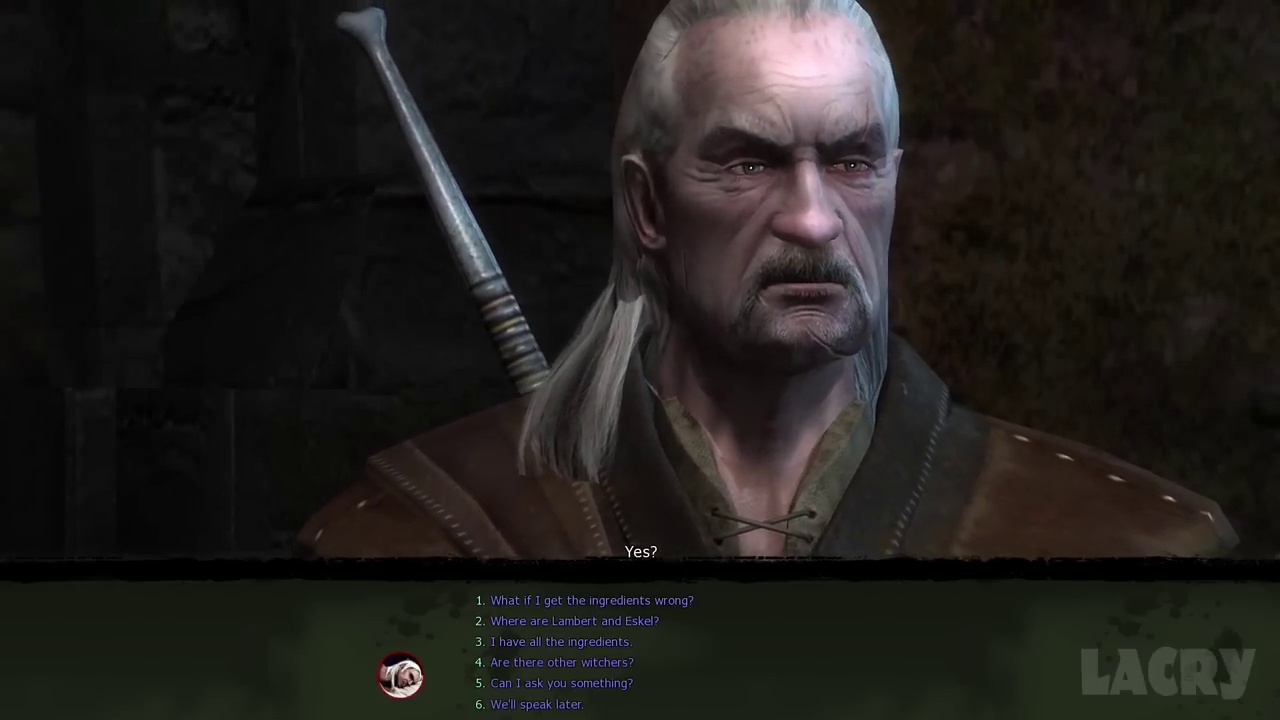 Yes?
1. What if I get the ingredients wrong?
2. Where are Lambert and Eskel?
3. I have all the ingredients.
4. Are there other witchers?
5. Can I ask you something?
6. We'll speak later.
LACRY